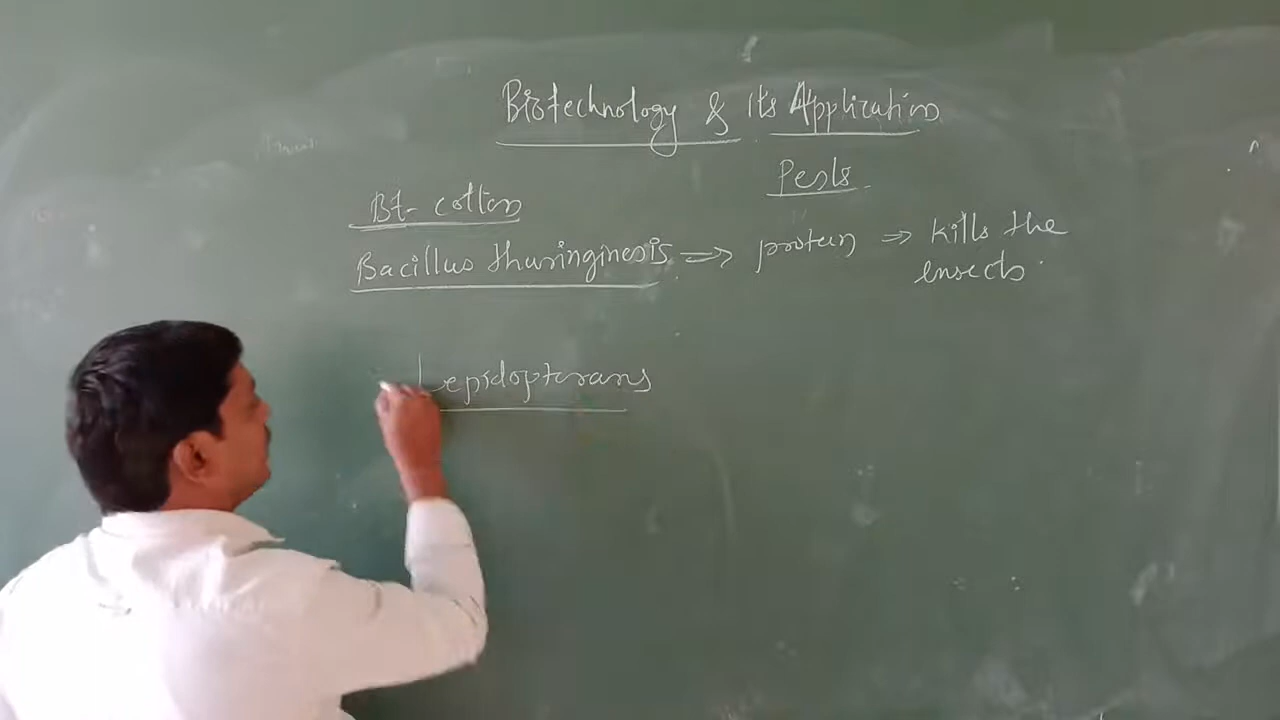 Biotechnology & its Application
Pests
Bt- cotton
Bacillus thuringinesis => protein => kills the
insects.
Lepidopterans